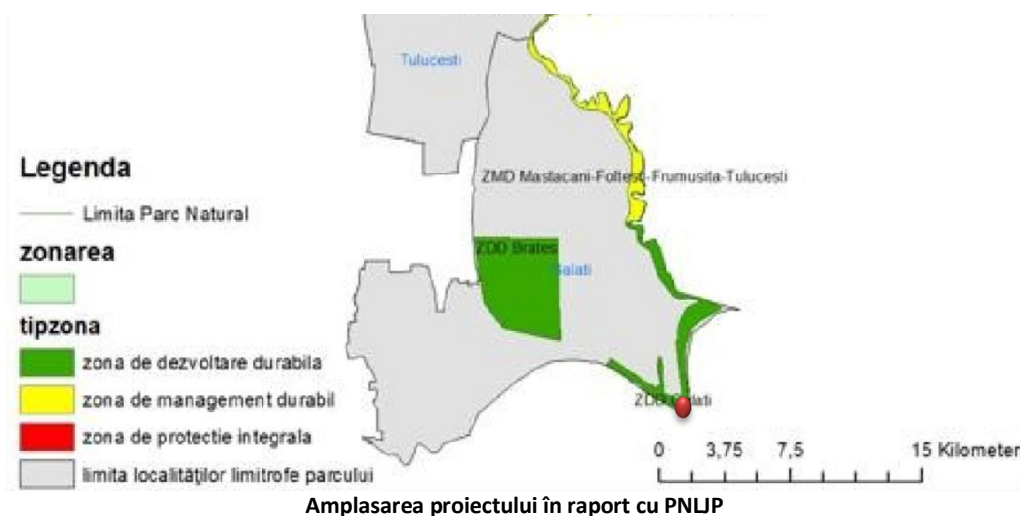 Tulucesti
Legenda
ZMD Mastacani-Foltesti-Frumusita-Tulucesti
Limita Parc Natural
zonarea
ZDD Brates
Galati
tipzona
zona de dezvoltare durabila
zona de management durabil
ZDD Galati
zona de protectie integrala
0 3,75 7,5 15 Kilometer
limita localităţilor limitrofe parcului
Amplasarea proiectului în raport cu PNLJP